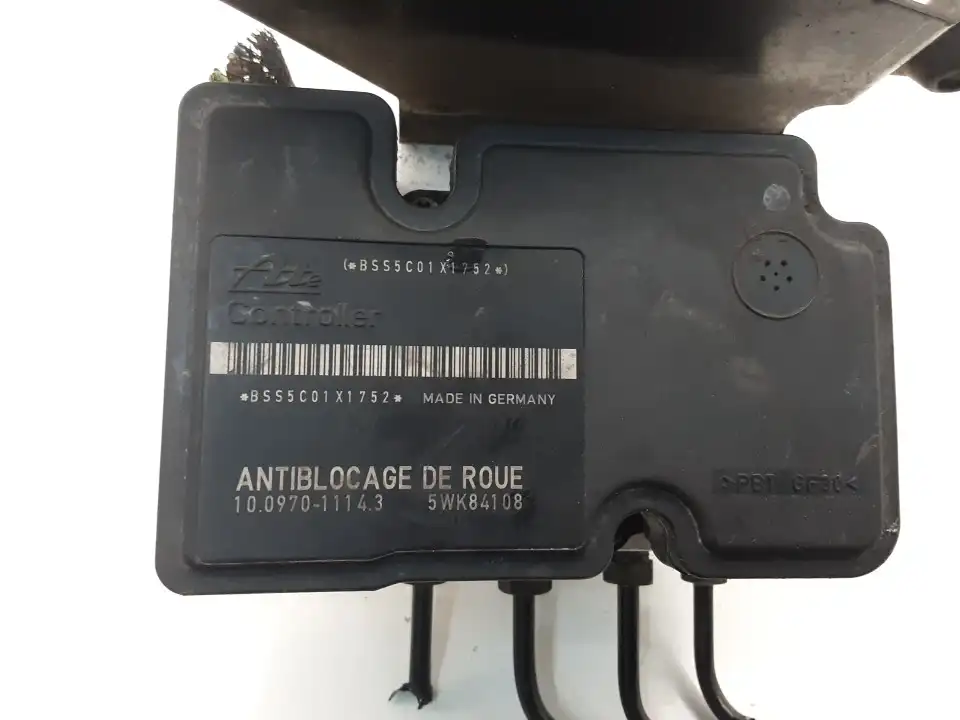 (*BSS5C01X1752*)
Ate
Controller
*BSS5C01X1752* MADE IN GERMANY
ANTIBLOCAGE DE ROUE
10.0970-1114.3 5WK84108
>PBT GF30<